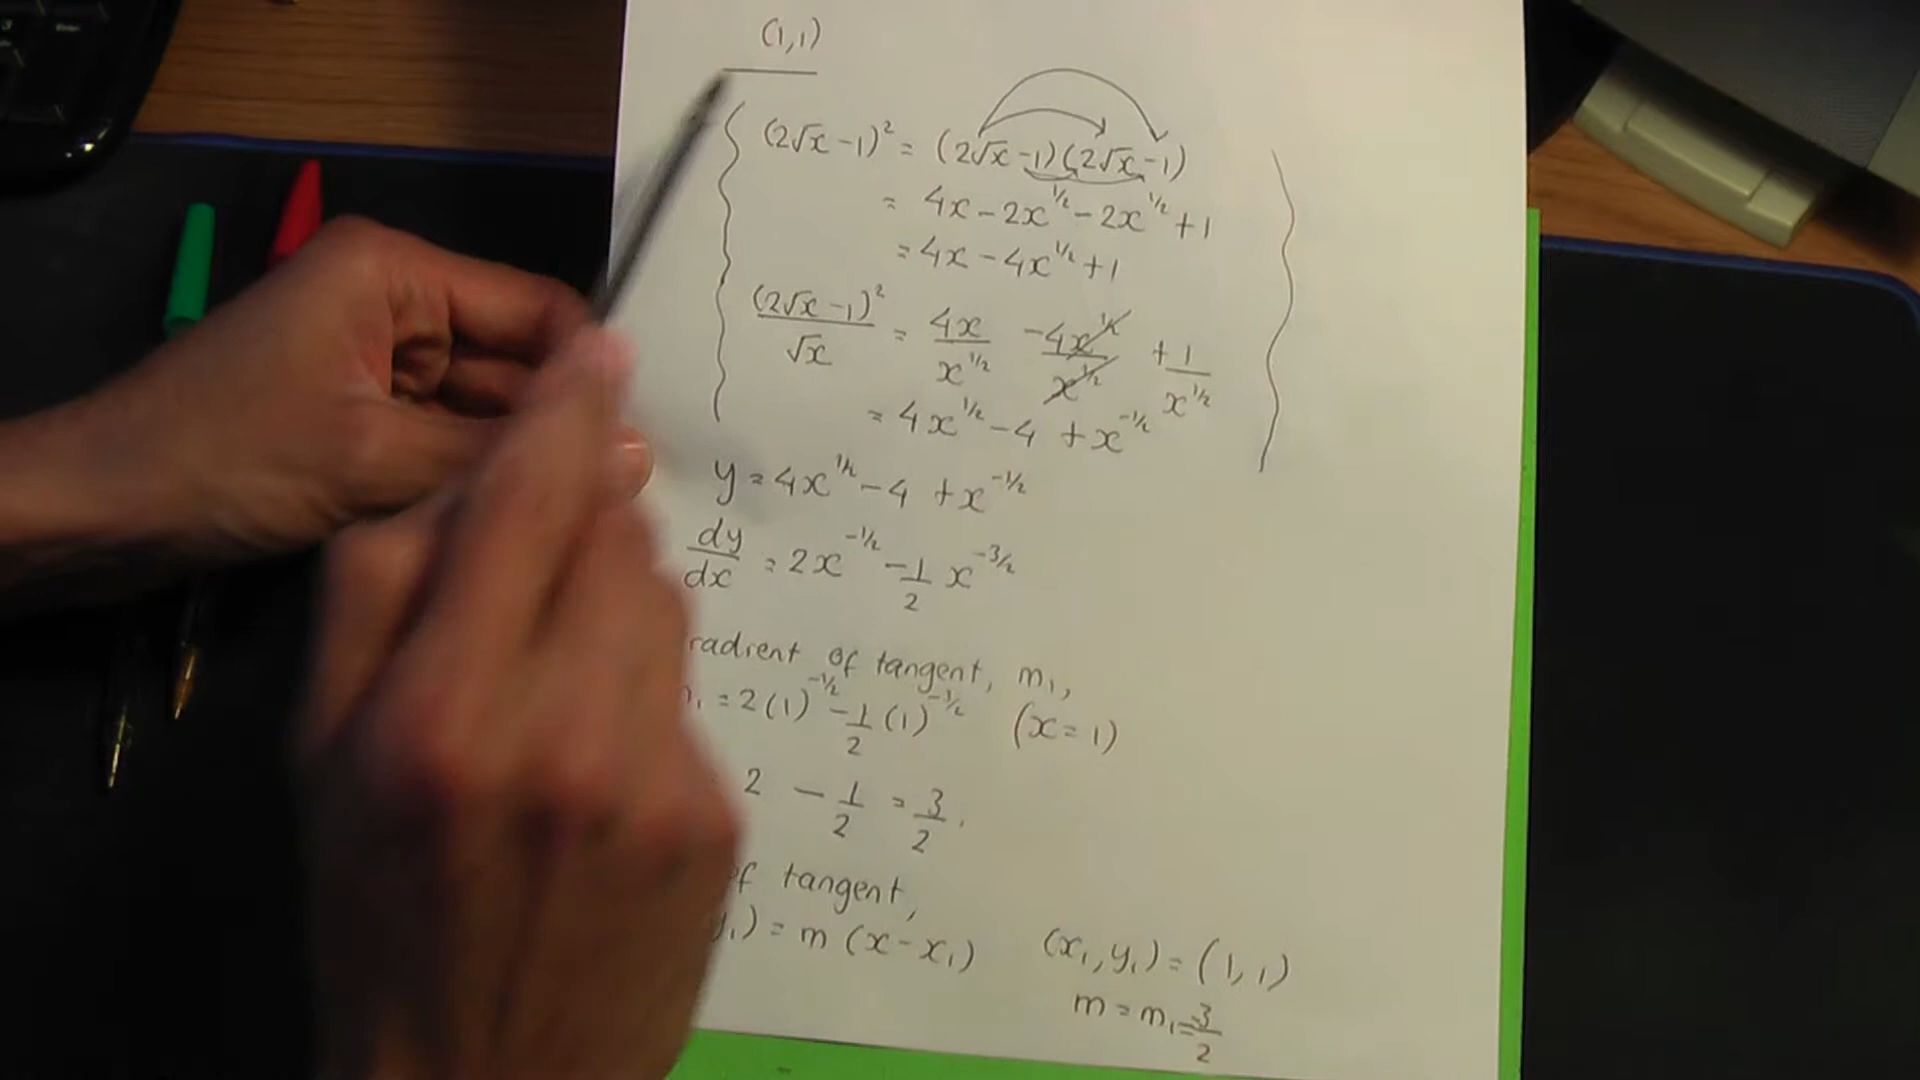 (1,1)
(2√x - 1)² = (2√x - 1)(2√x - 1)
= 4x - 2x^1/2 - 2x^1/2 + 1
= 4x - 4x^1/2 + 1
(2√x - 1)²/√x = 4x/x^1/2 - 4x^1/2/x^1/2 + 1/x^1/2
= 4x^1/2 - 4 + x^-1/2
y = 4x^1/2 - 4 + x^-1/2
dy/dx = 2x^-1/2 - 1/2 x^-3/2
radient of tangent, m₁,
₁ = 2(1)^-1/2 - 1/2 (1)^-3/2 (x = 1)
2 - 1/2 = 3/2.
of tangent,
y₁) = m(x - x₁) (x₁, y₁) = (1, 1)
m = m₁ = 3/2